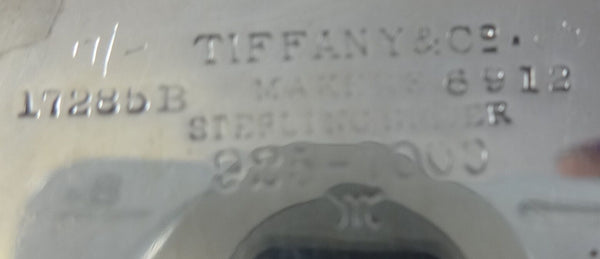 TIFFANY & Co.
17285B MAKERS 6912
STERLING SILVER
925-1000
M